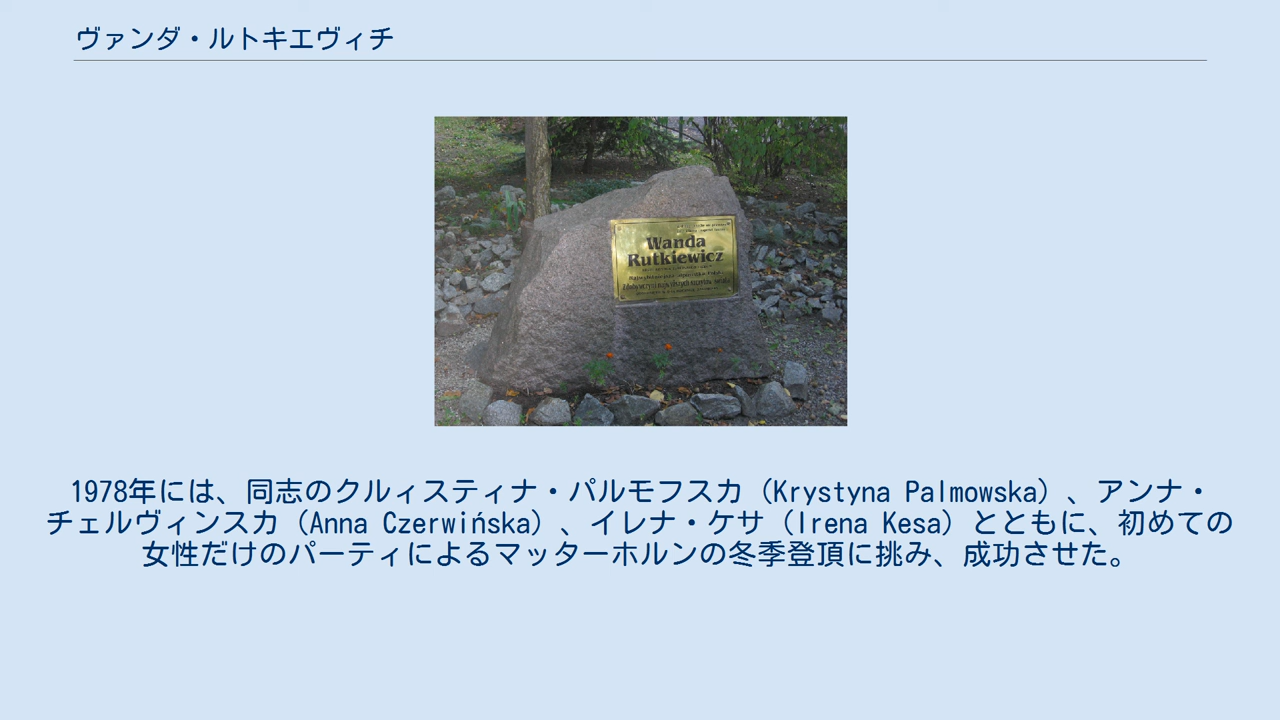 ヴァンダ・ルトキエヴィチ
Wanda
Rutkiewicz
1978年には、同志のクルィスティナ・パルモフスカ（Krystyna Palmowska）、アンナ・
チェルヴィンスカ（Anna Czerwińska）、イレナ・ケサ（Irena Kesa）とともに、初めての
女性だけのパーティによるマッターホルンの冬季登頂に挑み、成功させた。